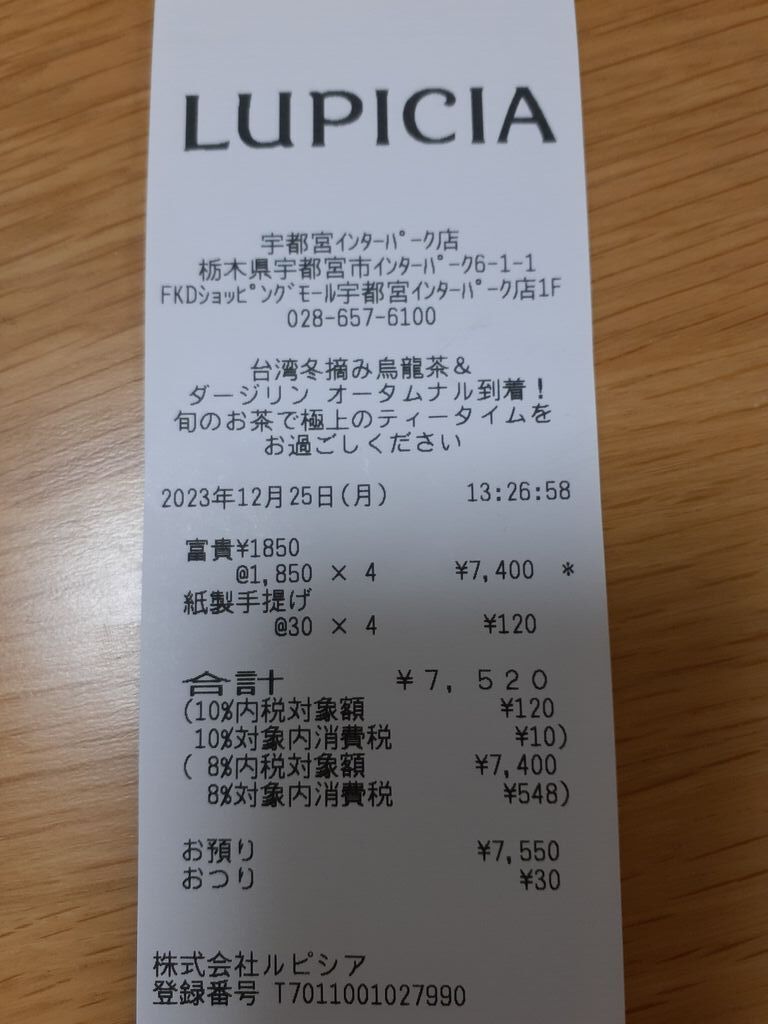 LUPICIA
宇都宮ｲﾝﾀｰﾊﾟｰｸ店
栃木県宇都宮市ｲﾝﾀｰﾊﾟｰｸ6-1-1
FKDｼｮｯﾋﾟﾝｸﾞﾓｰﾙ宇都宮ｲﾝﾀｰﾊﾟｰｸ店1F
028-657-6100
台湾冬摘み烏龍茶＆
ダージリン オータムナル到着！
旬のお茶で極上のティータイムを
お過ごしください
2023年12月25日(月) 13:26:58
富貴¥1850
@1,850 × 4 ¥7,400 *
紙製手提げ
@30 × 4 ¥120
合計 ¥7,520
(10%内税対象額 ¥120
10%対象内消費税 ¥10)
( 8%内税対象額 ¥7,400
8%対象内消費税 ¥548)
お預り ¥7,550
おつり ¥30
株式会社ルピシア
登録番号 T7011001027990